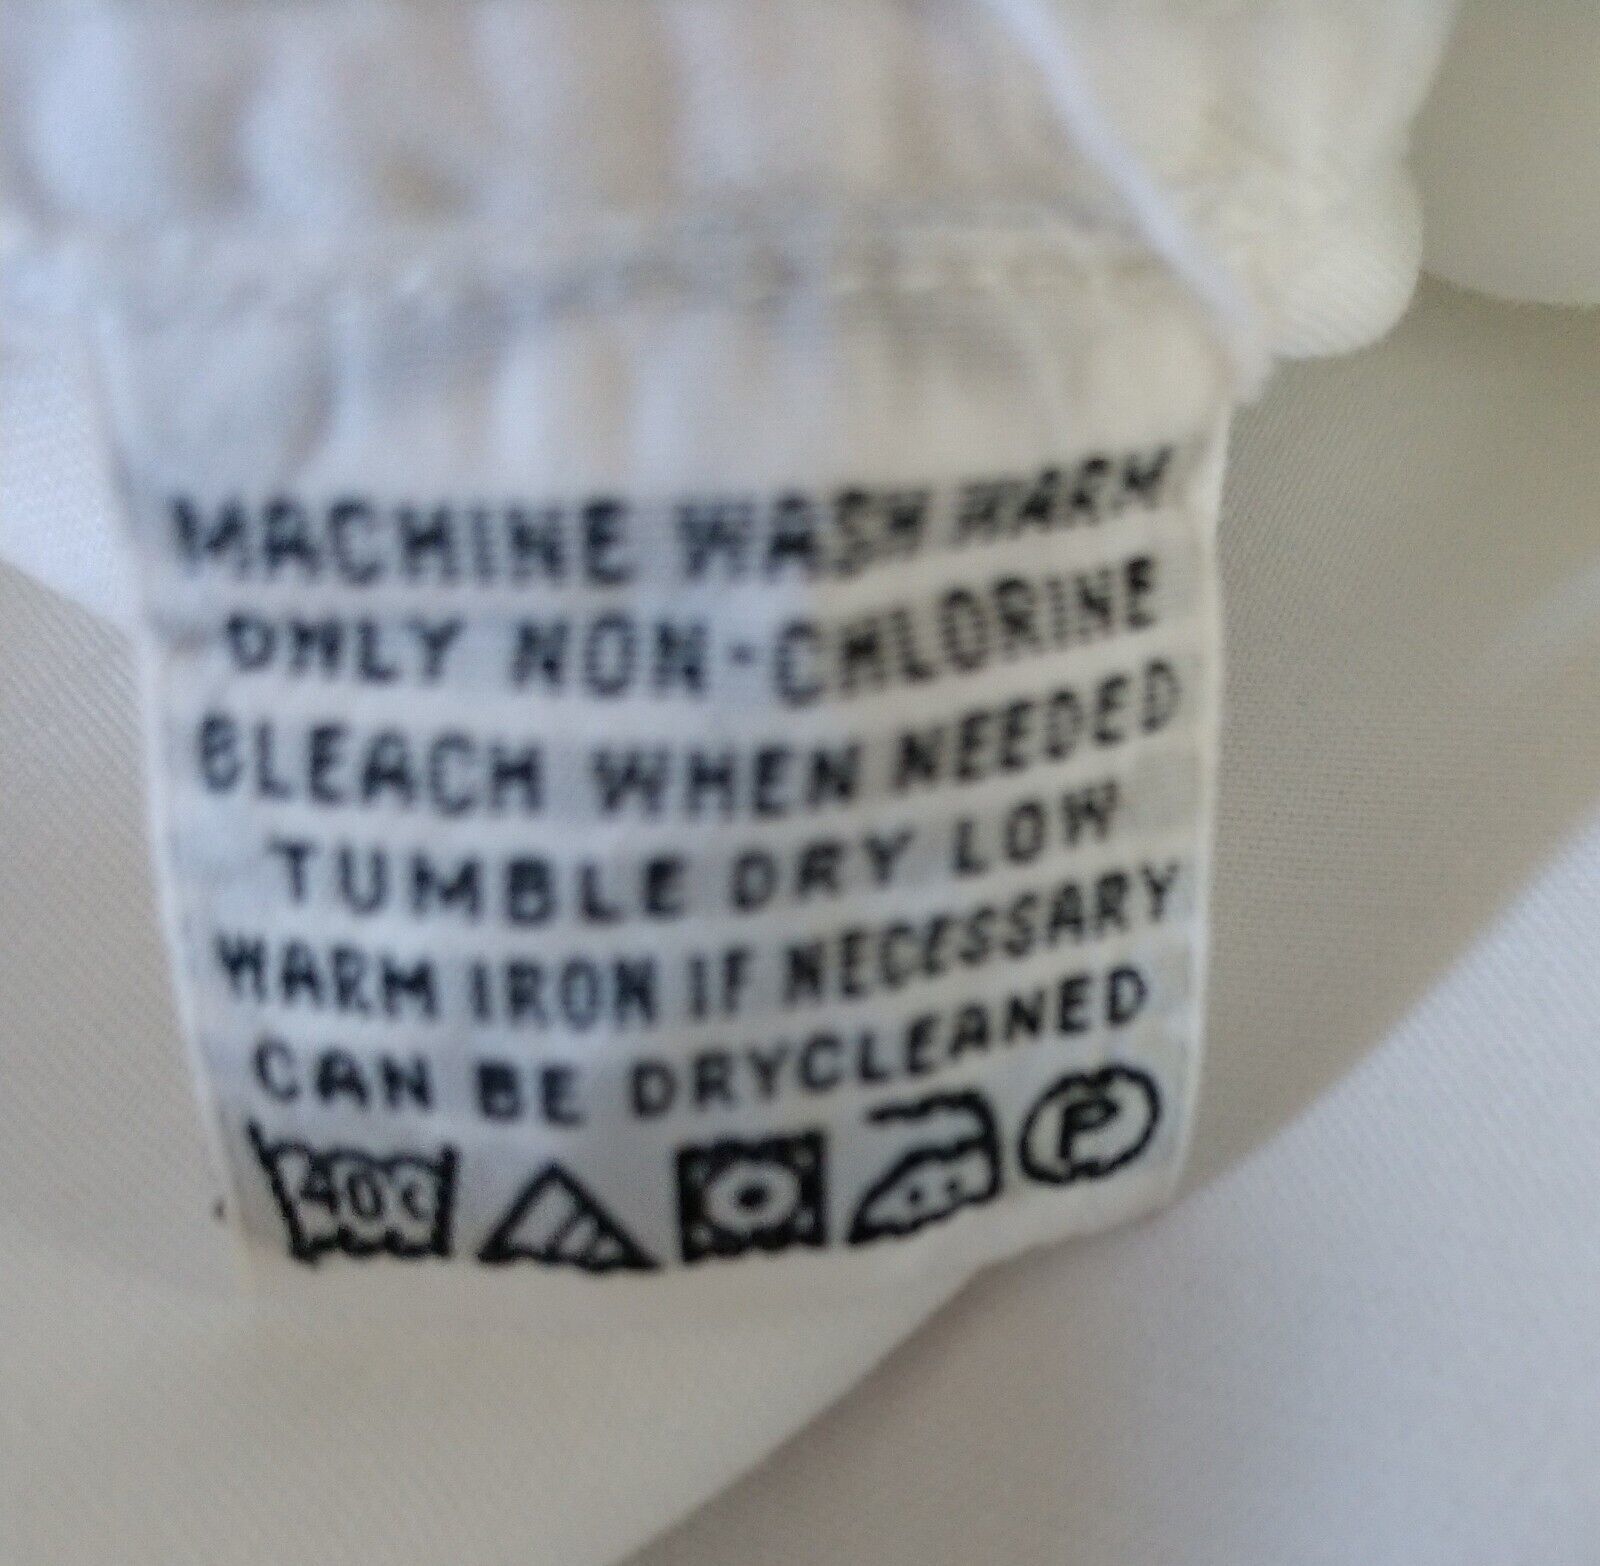 MACHINE WASH WARM
ONLY NON-CHLORINE
BLEACH WHEN NEEDED
TUMBLE DRY LOW
WARM IRON IF NECESSARY
CAN BE DRYCLEANED
40C P